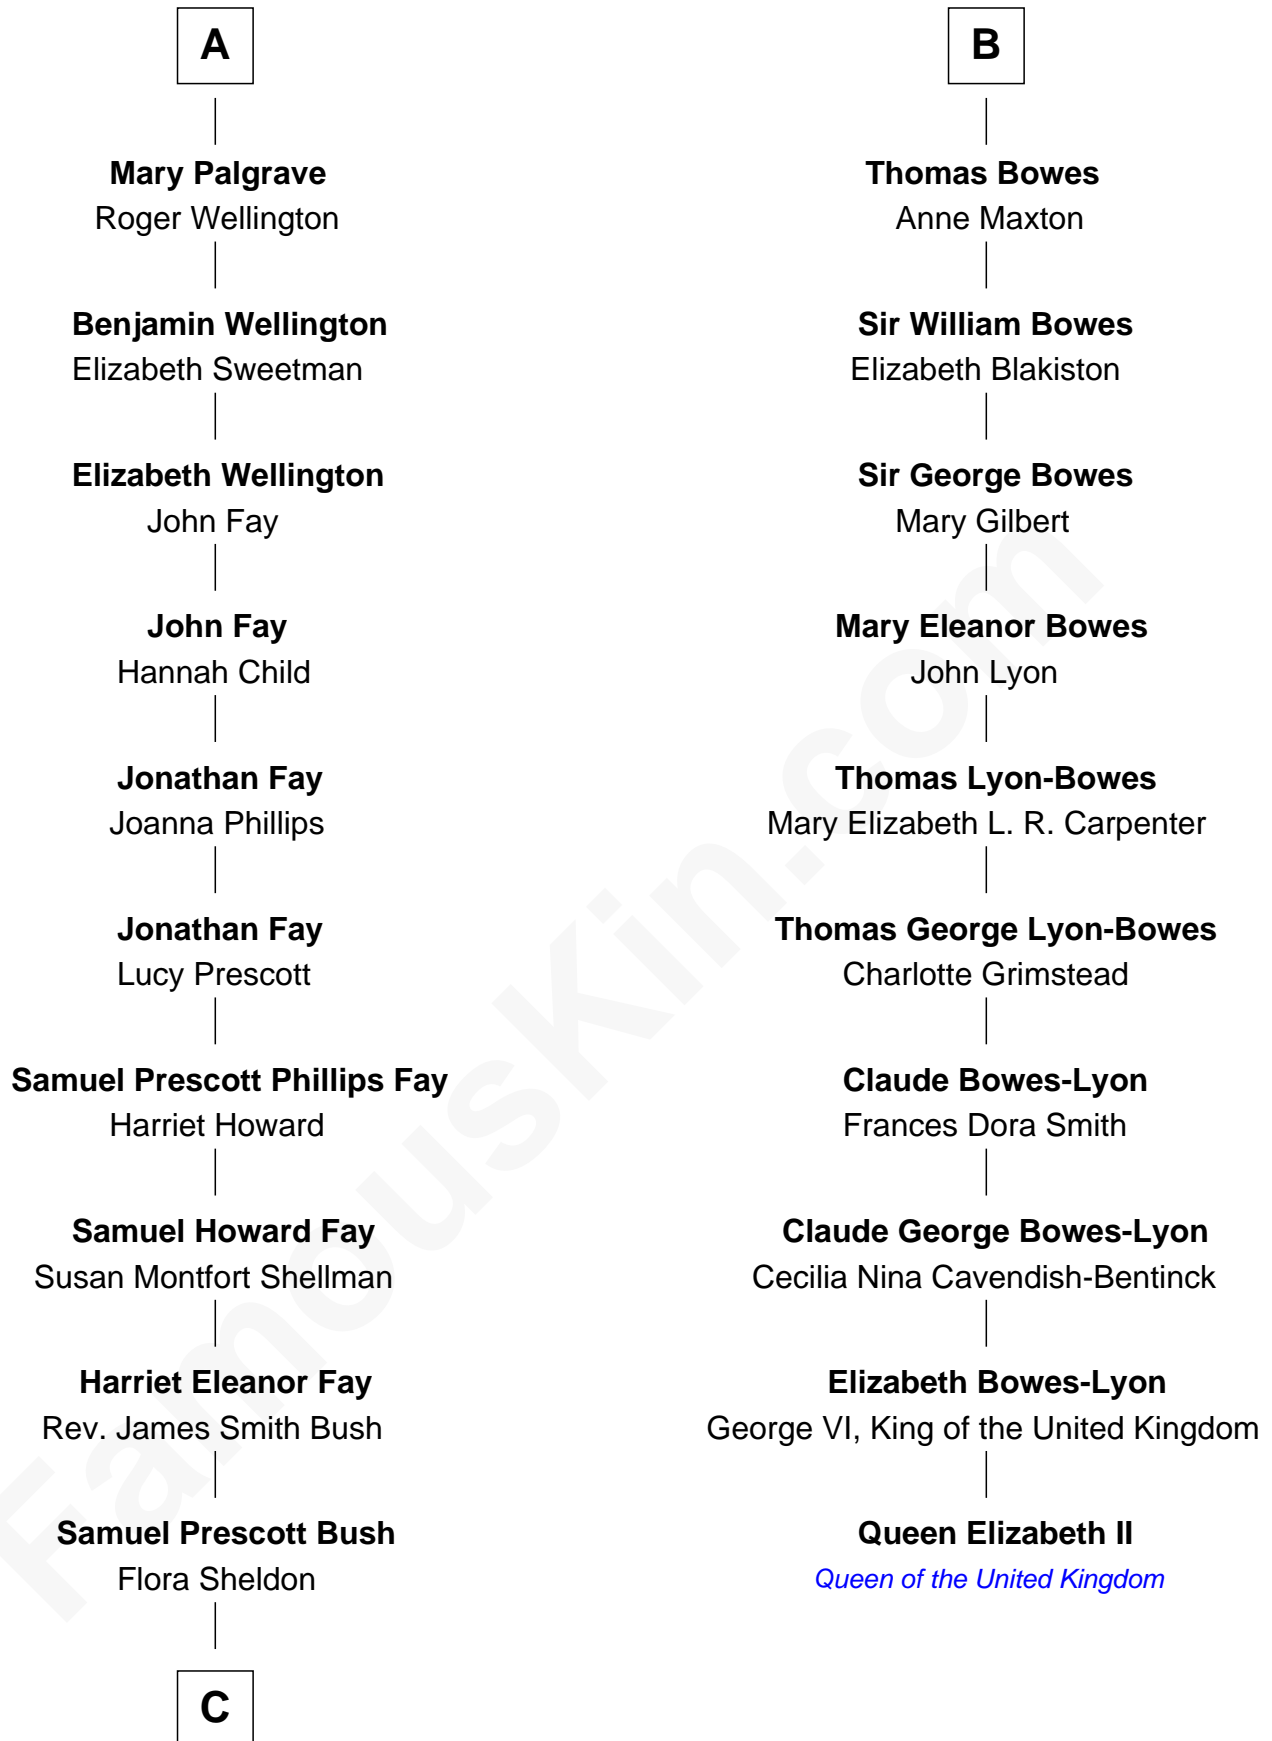 A
Mary Palgrave
Roger Wellington
Benjamin Wellington
Elizabeth Sweetman
Elizabeth Wellington
John Fay
John Fay
Hannah Child
Jonathan Fay
Joanna Phillips
Jonathan Fay
Lucy Prescott
Samuel Prescott Phillips Fay
Harriet Howard
Samuel Howard Fay
Susan Montfort Shellman
Harriet Eleanor Fay
Rev. James Smith Bush
Samuel Prescott Bush
Flora Sheldon
C
B
Thomas Bowes
Anne Maxton
Sir William Bowes
Elizabeth Blakiston
Sir George Bowes
Mary Gilbert
Mary Eleanor Bowes
John Lyon
Thomas Lyon-Bowes
Mary Elizabeth L. R. Carpenter
Thomas George Lyon-Bowes
Charlotte Grimstead
Claude Bowes-Lyon
Frances Dora Smith
Claude George Bowes-Lyon
Cecilia Nina Cavendish-Bentinck
Elizabeth Bowes-Lyon
George VI, King of the United Kingdom
Queen Elizabeth II
Queen of the United Kingdom
FamousKin.com